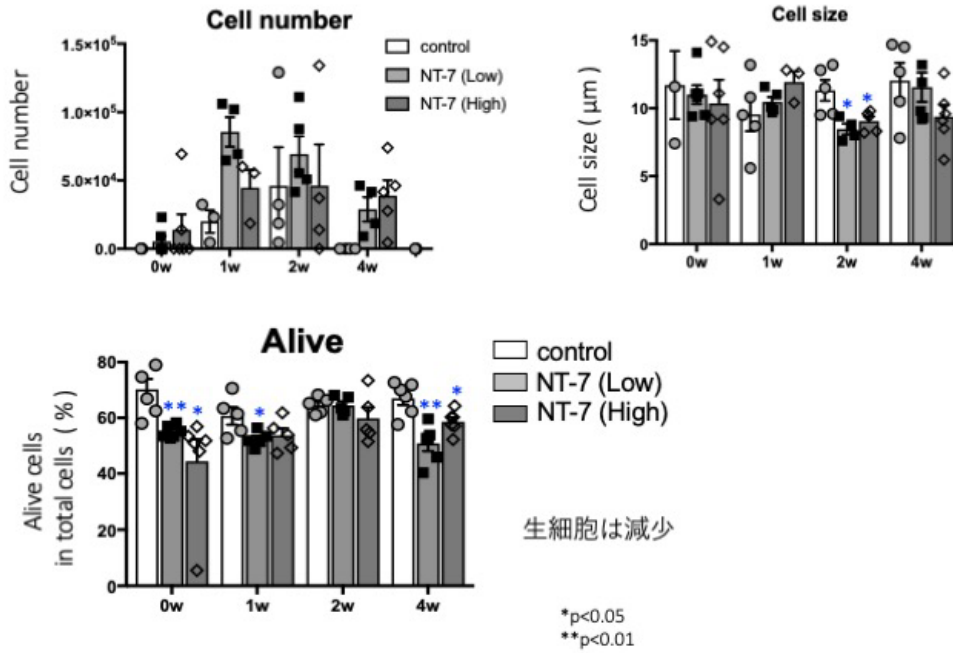 Cell number
Cell number
1.5×10⁵
1.0×10⁵
5.0×10⁴
0.0
0w
1w
2w
4w
control
NT-7 (Low)
NT-7 (High)
Cell size
Cell size (μm)
15
10
5
0
* *
0w
1w
2w
4w
Alive
Alive cells
in total cells (%)
80
60
40
20
0
** *
*
** *
0w
1w
2w
4w
control
NT-7 (Low)
NT-7 (High)
生細胞は減少
*p<0.05
**p<0.01